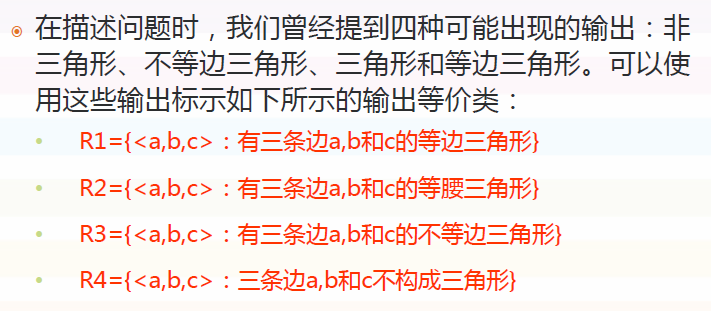 在描述问题时，我们曾经提到四种可能出现的输出：非
三角形、不等边三角形、三角形和等边三角形。可以使
用这些输出标示如下所示的输出等价类：
R1={<a,b,c>：有三条边a,b和c的等边三角形}
R2={<a,b,c>：有三条边a,b和c的等腰三角形}
R3={<a,b,c>：有三条边a,b和c的不等边三角形}
R4={<a,b,c>：三条边a,b和c不构成三角形}